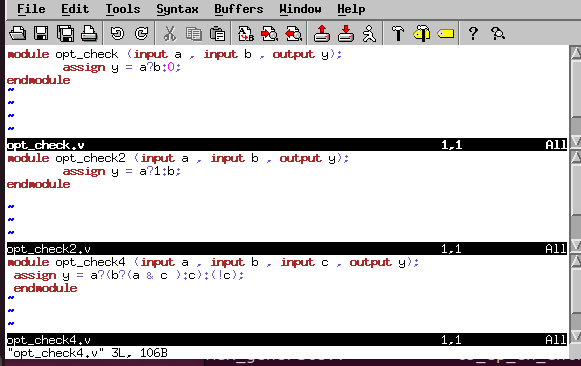 File Edit Tools Syntax Buffers Window Help
module opt_check (input a , input b , output y);
assign y = a?b:0;
endmodule
~
~
~
opt_check.v 1,1 All
module opt_check2 (input a , input b , output y);
assign y = a?1:b;
endmodule
~
~
~
opt_check2.v 1,1 All
module opt_check4 (input a , input b , input c , output y);
assign y = a?(b?(a & c ):c):(!c);
endmodule
~
~
~
opt_check4.v 1,1 All
"opt_check4.v" 3L, 106B